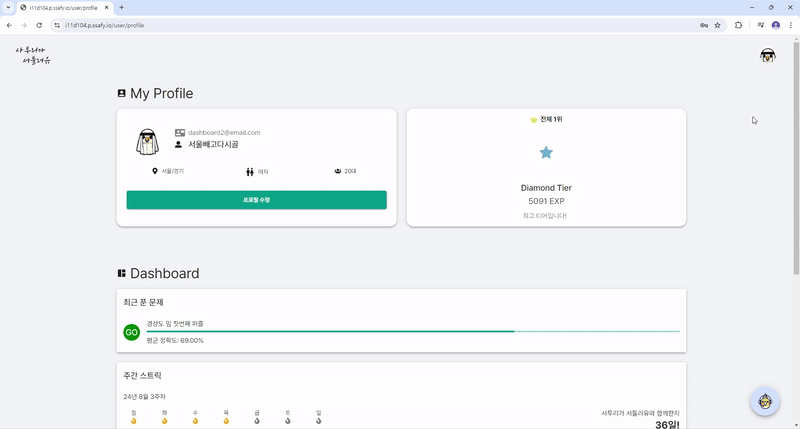 i11d104.p.ssafy.io/user/profile
i11d104.p.ssafy.io/user/profile
사투리가
서툴러유
My Profile
dashboard2@email.com
서울빼고다시골
서울/경기
여자
20대
프로필 수정
전체 1위
Diamond Tier
5091 EXP
최고 티어입니다!
Dashboard
최근 푼 문제
GO
경상도 밈 첫번째 퍼즐
평균 정확도: 69.00%
주간 스트릭
24년 8월 3주차
월 화 수 목 금 토 일
사투리가 서툴러유와 함께한지
36일!